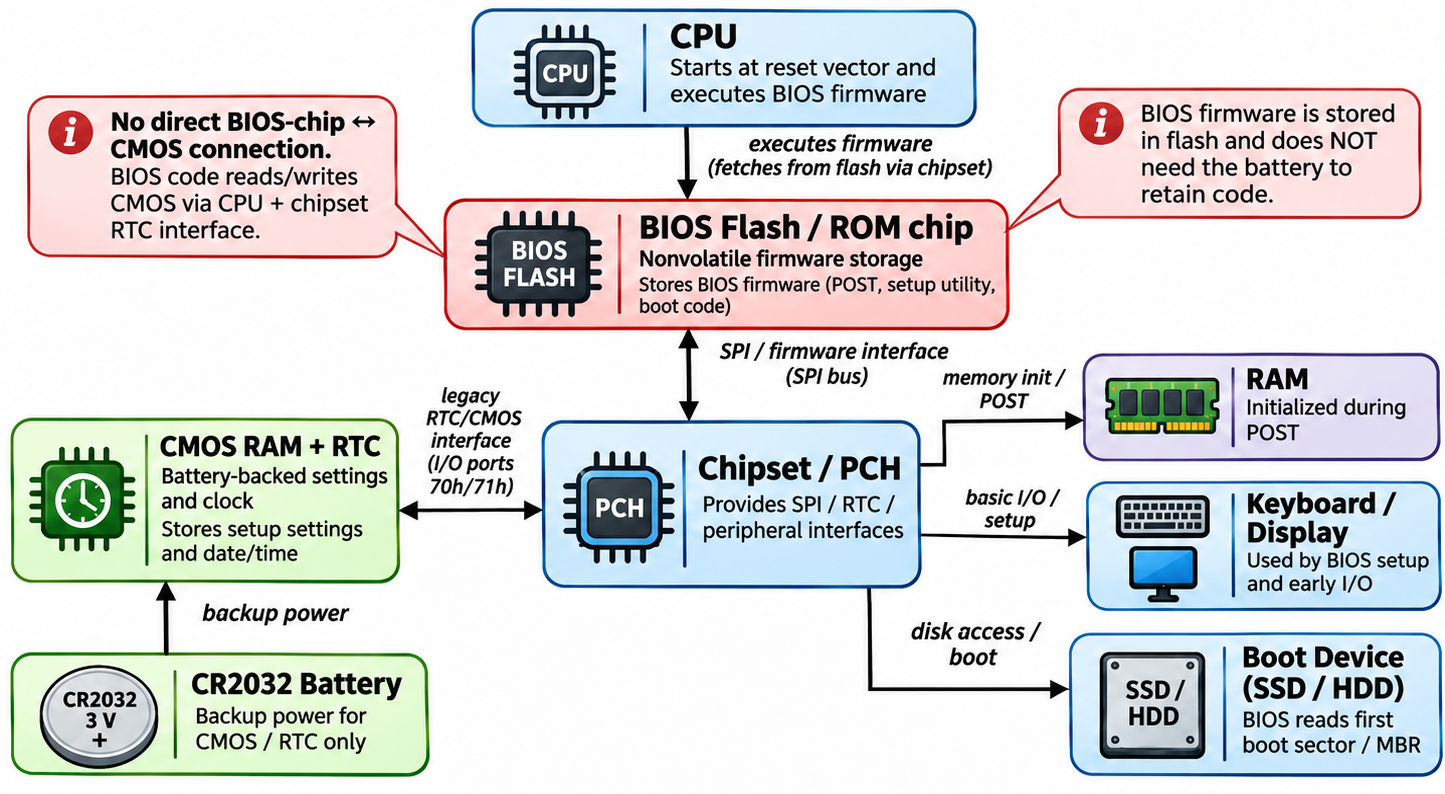 CPU
CPU
Starts at reset vector and
executes BIOS firmware
i
No direct BIOS-chip ↔
CMOS connection.
BIOS code reads/writes
CMOS via CPU + chipset
RTC interface.
executes firmware
(fetches from flash via chipset)
i
BIOS firmware is stored
in flash and does NOT
need the battery to
retain code.
BIOS
FLASH
BIOS Flash / ROM chip
Nonvolatile firmware storage
Stores BIOS firmware (POST, setup utility,
boot code)
SPI / firmware interface
(SPI bus)
legacy
RTC/CMOS
interface
(I/O ports
70h/71h)
memory init /
POST
RAM
Initialized during
POST
CMOS RAM + RTC
Battery-backed settings
and clock
Stores setup settings
and date/time
PCH
Chipset / PCH
Provides SPI / RTC /
peripheral interfaces
basic I/O /
setup
Keyboard /
Display
Used by BIOS setup
and early I/O
backup power
disk access /
boot
CR2032
3 V
+
CR2032 Battery
Backup power for
CMOS / RTC only
SSD /
HDD
Boot Device
(SSD / HDD)
BIOS reads first
boot sector / MBR